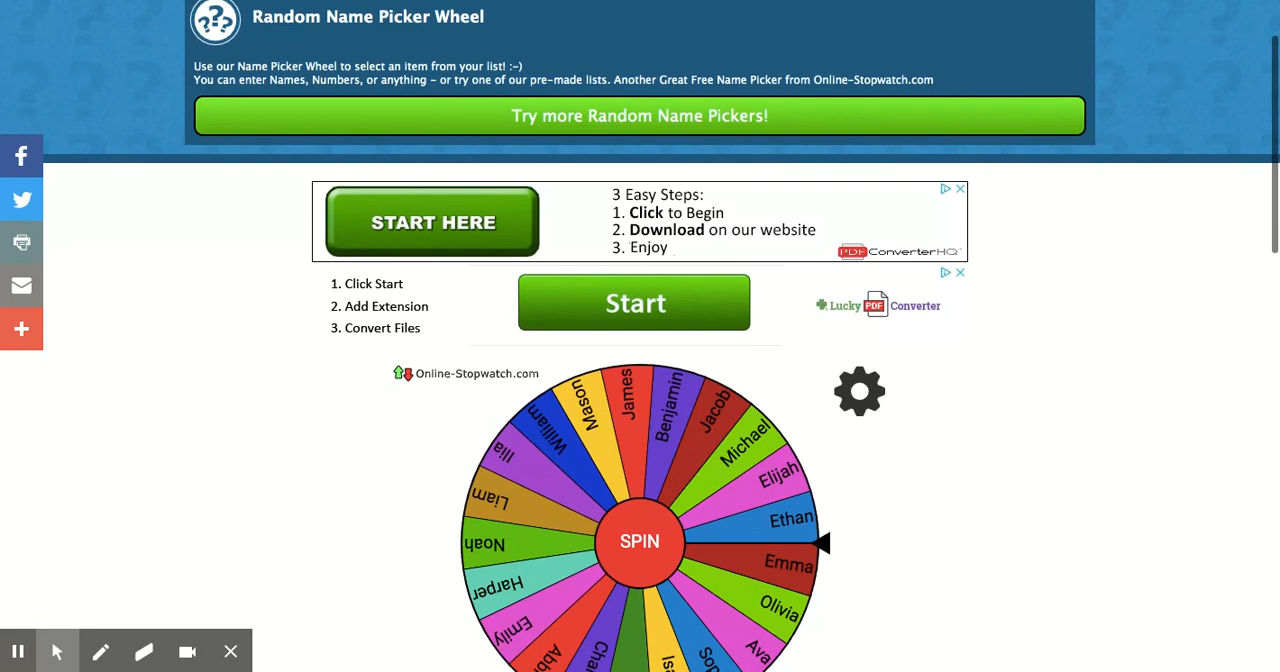 Random Name Picker Wheel
Use our Name Picker Wheel to select an item from your list! :-)
You can enter Names, Numbers, or anything - or try one of our pre-made lists. Another Great Free Name Picker from Online-Stopwatch.com
Try more Random Name Pickers!
START HERE
3 Easy Steps:
1. Click to Begin
2. Download on our website
3. Enjoy
PDF ConverterHQ
1. Click Start
2. Add Extension
3. Convert Files
Start
Lucky PDF Converter
Online-Stopwatch.com
James
Benjamin
Jacob
Michael
Elijah
Ethan
Emma
Olivia
Ava
Sop
Isa
Cha
Abb
Emily
Harper
Noah
Liam
Ilia
William
Mason
SPIN